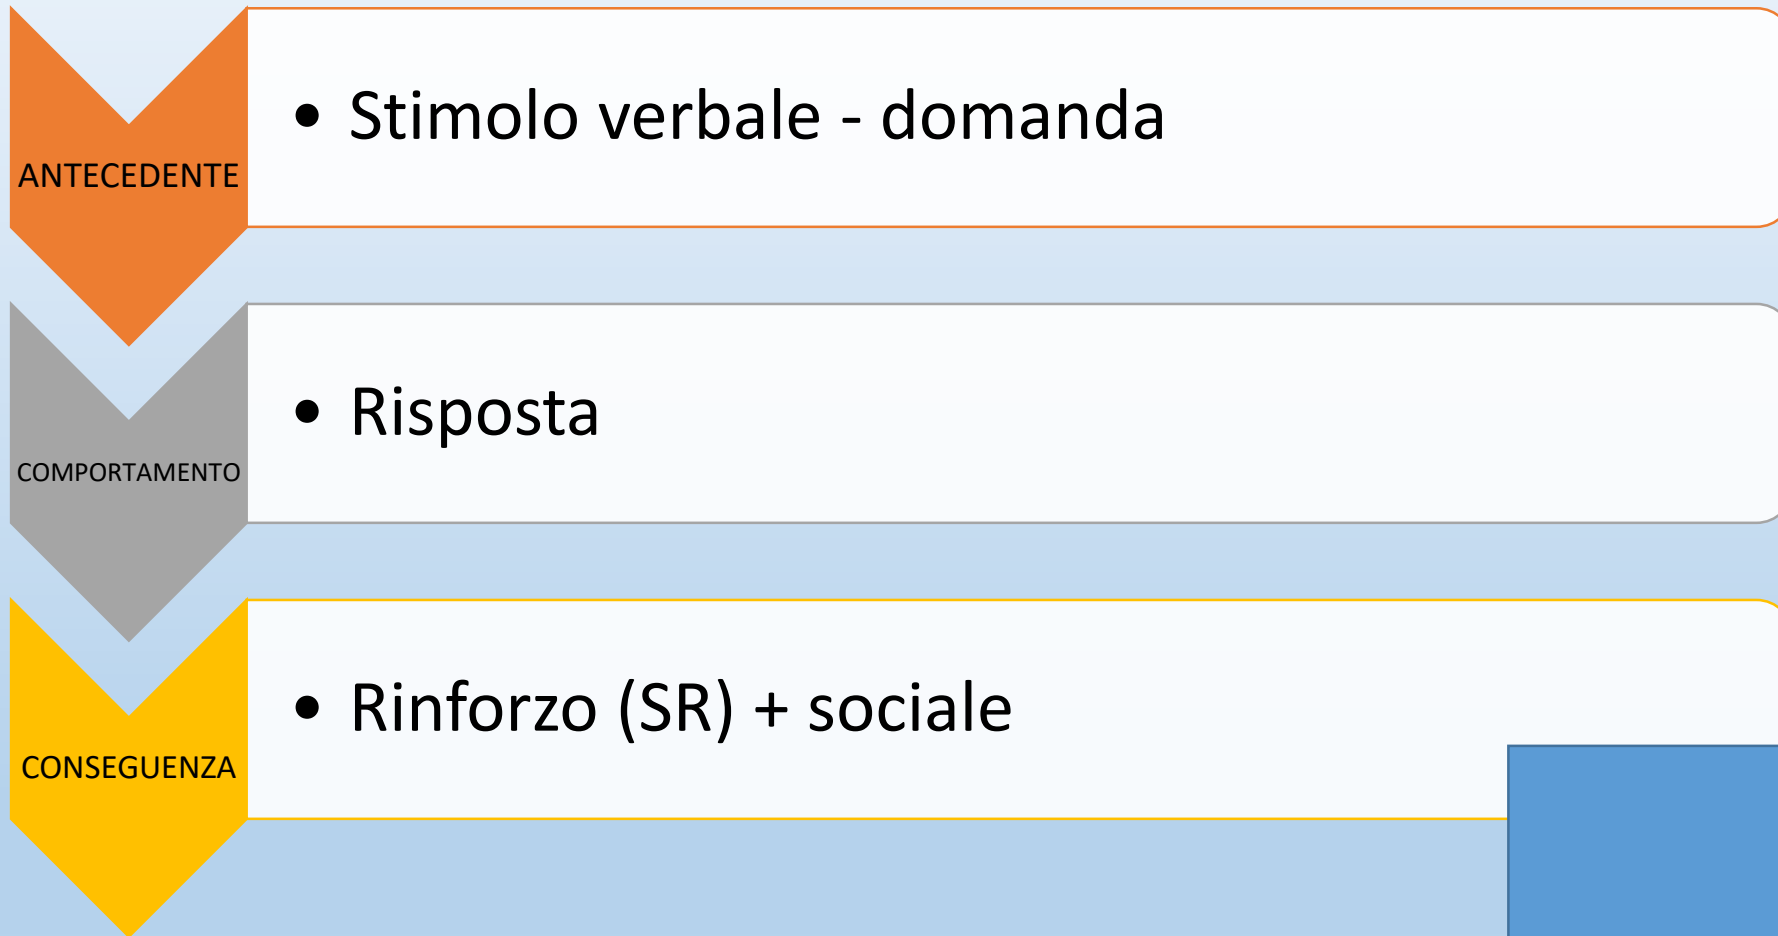 • Stimolo verbale - domanda
ANTECEDENTE
• Risposta
COMPORTAMENTO
• Rinforzo (SR) + sociale
CONSEGUENZA